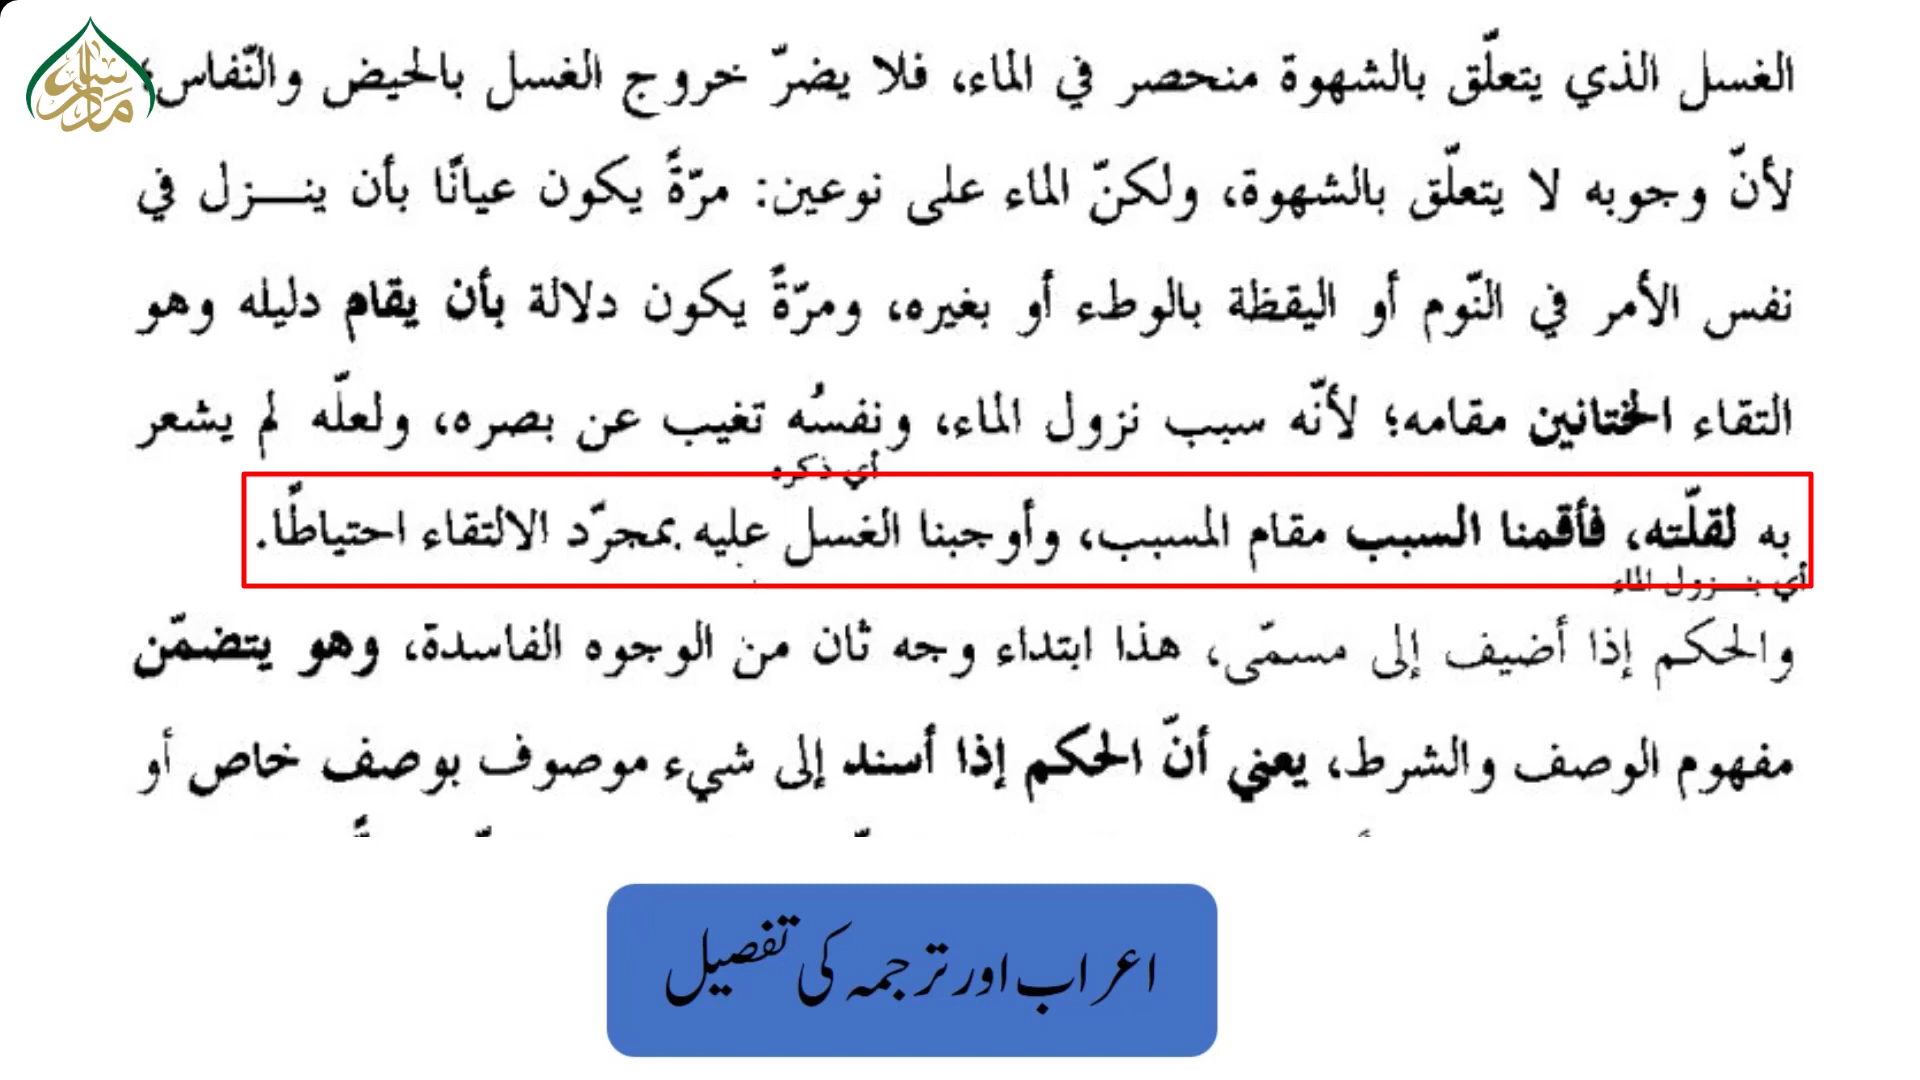 الغسل الذي يتعلّق بالشهوة منحصر في الماء، فلا يضرّ خروج الغسل بالحيض والنّفاس؛
لأنّ وجوبه لا يتعلّق بالشهوة، ولكنّ الماء على نوعين: مرّةً يكون عيانًا بأن ينـــزل في
نفس الأمر في النّوم أو اليقظة بالوطء أو بغيره، ومرّةً يكون دلالة بأن يقام دليله وهو
التقاء الختانين مقامه؛ لأنّه سبب نزول الماء، ونفسُه تغيب عن بصره، ولعلّه لم يشعر
أي ذكره
به لقلّته، فأقمنا السبب مقام المسبب، وأوجبنا الغسل عليه بمجرّد الالتقاء احتياطًا.
أي بنـزول الماء
والحكم إذا أضيف إلى مسمّى، هذا ابتداء وجه ثان من الوجوه الفاسدة، وهو يتضمّن
مفهوم الوصف والشرط، يعني أنّ الحكم إذا أسند إلى شيء موصوف بوصف خاص أو
اعراب اور ترجمہ کی تفصیل